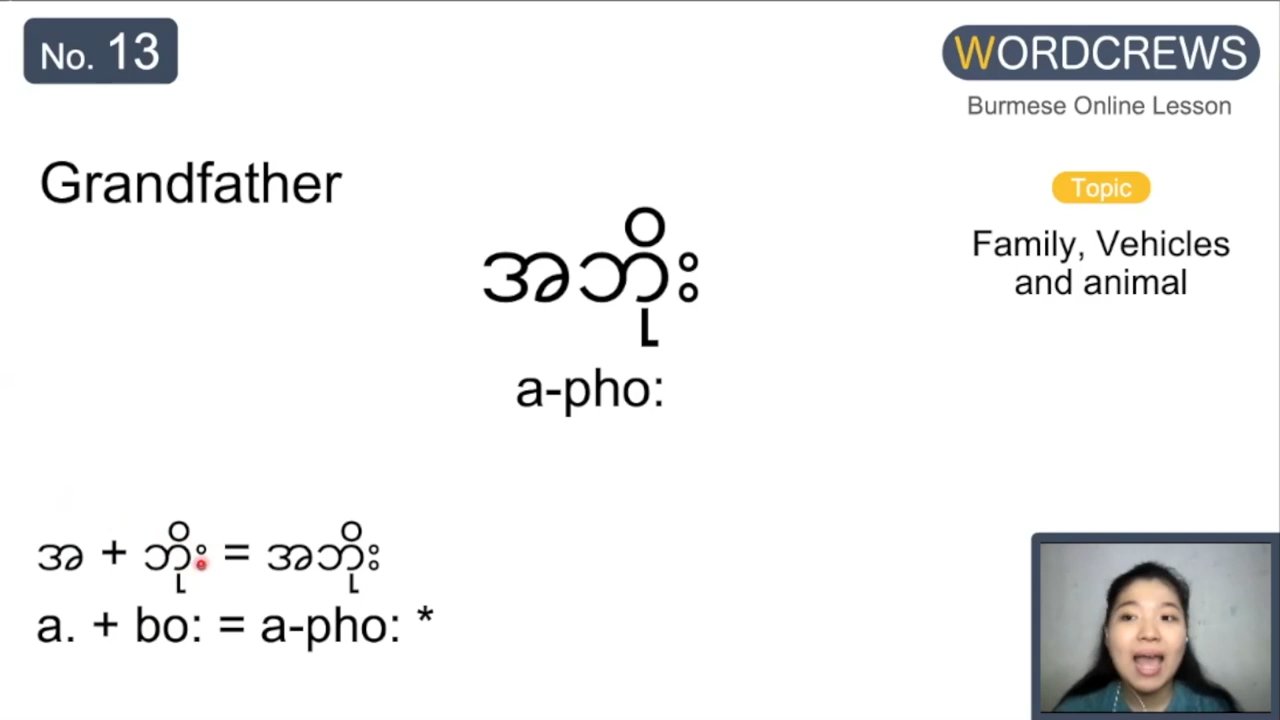 No. 13
WORDCREWS
Burmese Online Lesson
Grandfather
Topic
Family, Vehicles
and animal
အဘိုး
a-pho:
အ + ဘိုး = အဘိုး
a. + bo: = a-pho: *